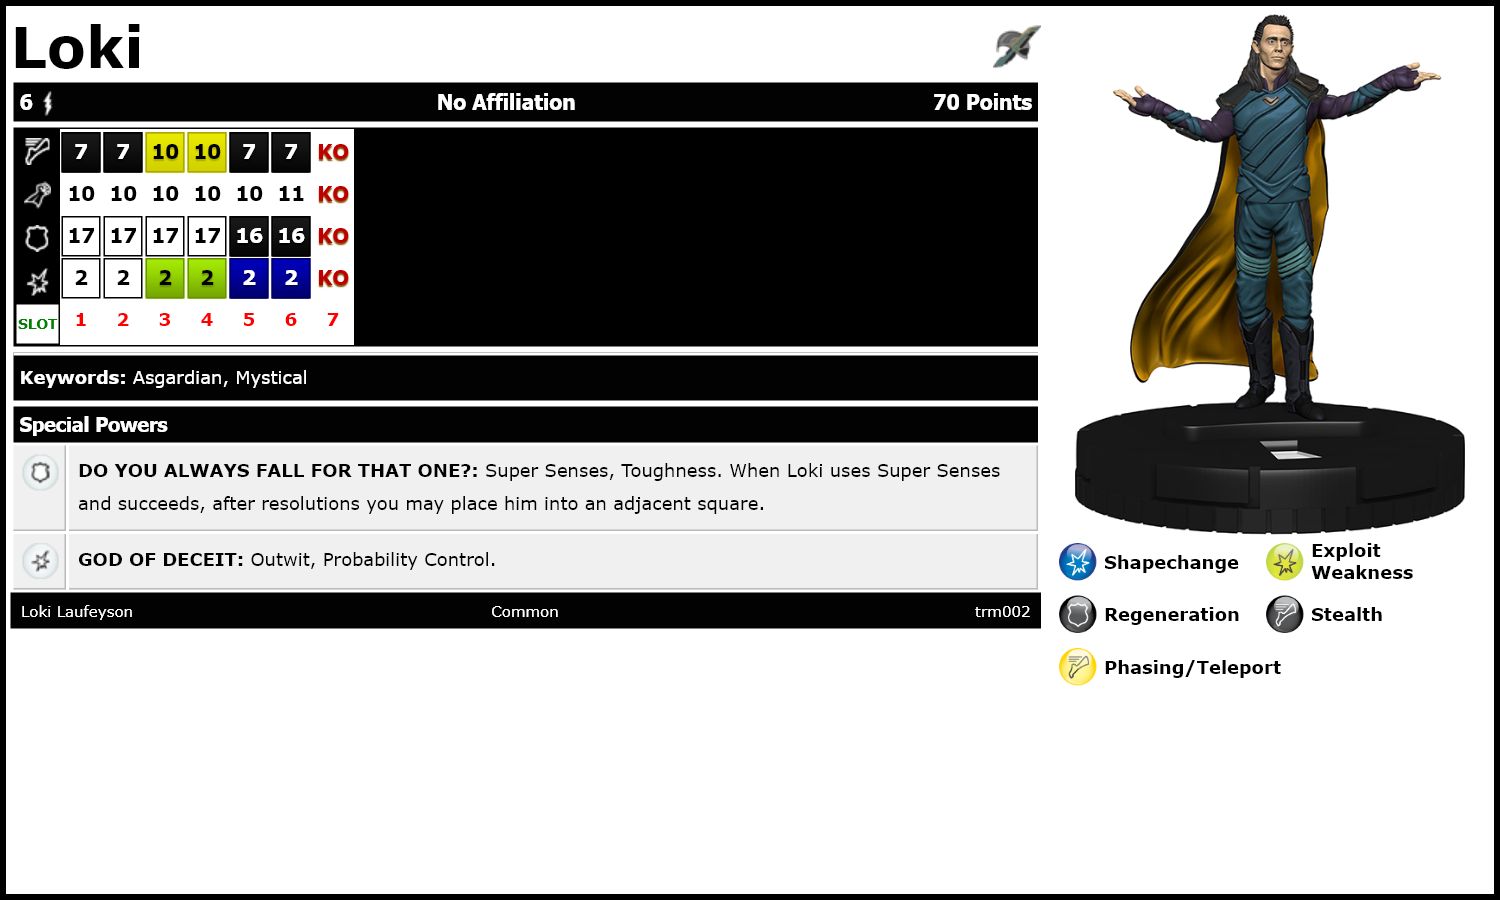 Loki
6 No Affiliation 70 Points
7 7 10 10 7 7 KO
10 10 10 10 10 11 KO
17 17 17 17 16 16 KO
2 2 2 2 2 2 KO
SLOT 1 2 3 4 5 6 7
Keywords: Asgardian, Mystical
Special Powers
DO YOU ALWAYS FALL FOR THAT ONE?: Super Senses, Toughness. When Loki uses Super Senses
and succeeds, after resolutions you may place him into an adjacent square.
GOD OF DECEIT: Outwit, Probability Control.
Loki Laufeyson Common trm002
Shapechange
Exploit
Weakness
Regeneration
Stealth
Phasing/Teleport